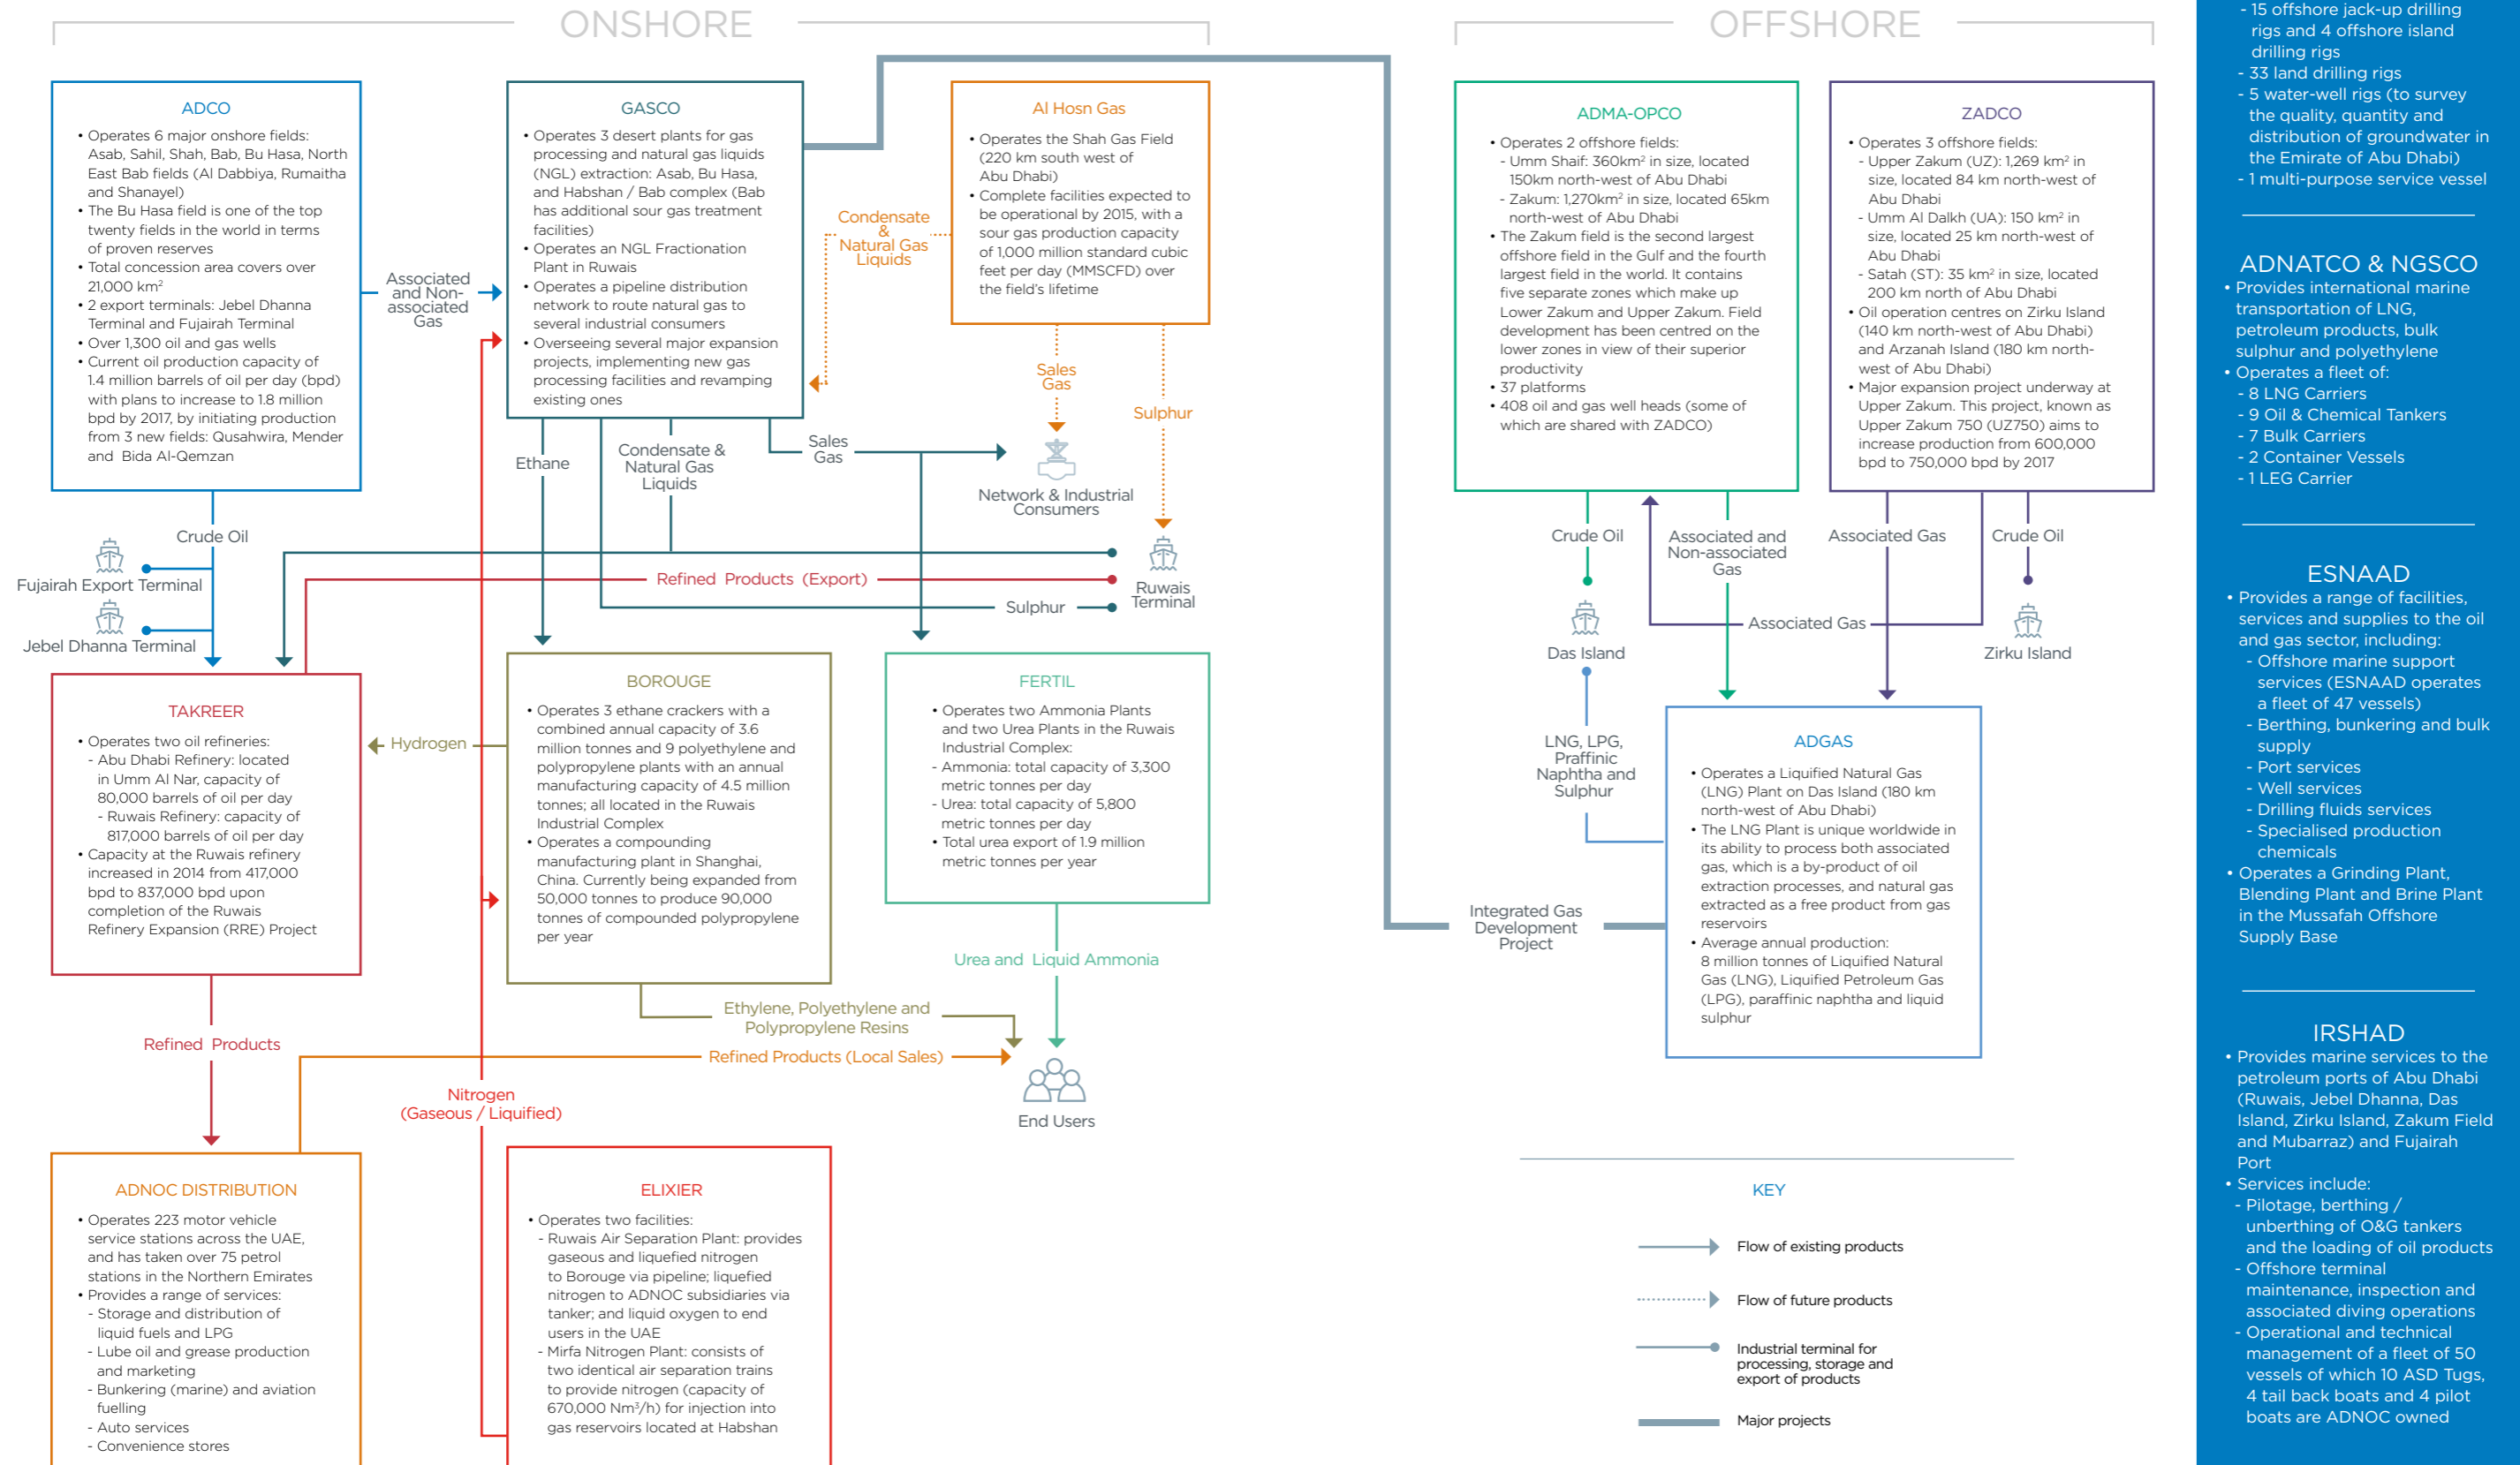 ONSHORE
ADCO
• Operates 6 major onshore fields:
Asab, Sahil, Shah, Bab, Bu Hasa, North
East Bab fields (Al Dabbiya, Rumaitha
and Shanayel)
• The Bu Hasa field is one of the top
twenty fields in the world in terms
of proven reserves
• Total concession area covers over
21,000 km²
• 2 export terminals: Jebel Dhanna
Terminal and Fujairah Terminal
• Over 1,300 oil and gas wells
• Current oil production capacity of
1.4 million barrels of oil per day (bpd)
with plans to increase to 1.8 million
bpd by 2017, by initiating production
from 3 new fields: Qusahwira, Mender
and Bida Al-Qemzan
Associated
and Non-
associated
Gas
GASCO
• Operates 3 desert plants for gas
processing and natural gas liquids
(NGL) extraction: Asab, Bu Hasa,
and Habshan / Bab complex (Bab
has additional sour gas treatment
facilities)
• Operates an NGL Fractionation
Plant in Ruwais
• Operates a pipeline distribution
network to route natural gas to
several industrial consumers
• Overseeing several major expansion
projects, implementing new gas
processing facilities and revamping
existing ones
Condensate
&
Natural Gas
Liquids
Al Hosn Gas
• Operates the Shah Gas Field
(220 km south west of
Abu Dhabi)
• Complete facilities expected to
be operational by 2015, with a
sour gas production capacity
of 1,000 million standard cubic
feet per day (MMSCFD) over
the field's lifetime
Sales
Gas
Sulphur
Ethane
Condensate &
Natural Gas
Liquids
Sales
Gas
Network & Industrial
Consumers
Crude Oil
Fujairah Export Terminal
Jebel Dhanna Terminal
Refined Products (Export)
Sulphur
Ruwais
Terminal
TAKREER
• Operates two oil refineries:
- Abu Dhabi Refinery: located
in Umm Al Nar, capacity of
80,000 barrels of oil per day
- Ruwais Refinery: capacity of
817,000 barrels of oil per day
• Capacity at the Ruwais refinery
increased in 2014 from 417,000
bpd to 837,000 bpd upon
completion of the Ruwais
Refinery Expansion (RRE) Project
Hydrogen
BOROUGE
• Operates 3 ethane crackers with a
combined annual capacity of 3.6
million tonnes and 9 polyethylene and
polypropylene plants with an annual
manufacturing capacity of 4.5 million
tonnes; all located in the Ruwais
Industrial Complex
• Operates a compounding
manufacturing plant in Shanghai,
China. Currently being expanded from
50,000 tonnes to produce 90,000
tonnes of compounded polypropylene
per year
FERTIL
• Operates two Ammonia Plants
and two Urea Plants in the Ruwais
Industrial Complex:
- Ammonia: total capacity of 3,300
metric tonnes per day
- Urea: total capacity of 5,800
metric tonnes per day
• Total urea export of 1.9 million
metric tonnes per year
Urea and Liquid Ammonia
Ethylene, Polyethylene and
Polypropylene Resins
Refined Products
Refined Products (Local Sales)
Nitrogen
(Gaseous / Liquified)
End Users
ADNOC DISTRIBUTION
• Operates 223 motor vehicle
service stations across the UAE,
and has taken over 75 petrol
stations in the Northern Emirates
• Provides a range of services:
- Storage and distribution of
liquid fuels and LPG
- Lube oil and grease production
and marketing
- Bunkering (marine) and aviation
fuelling
- Auto services
- Convenience stores
ELIXIER
• Operates two facilities:
- Ruwais Air Separation Plant: provides
gaseous and liquefied nitrogen
to Borouge via pipeline; liquefied
nitrogen to ADNOC subsidiaries via
tanker; and liquid oxygen to end
users in the UAE
- Mirfa Nitrogen Plant: consists of
two identical air separation trains
to provide nitrogen (capacity of
670,000 Nm³/h) for injection into
gas reservoirs located at Habshan
OFFSHORE
ADMA-OPCO
• Operates 2 offshore fields:
- Umm Shaif: 360km² in size, located
150km north-west of Abu Dhabi
- Zakum: 1,270km² in size, located 65km
north-west of Abu Dhabi
• The Zakum field is the second largest
offshore field in the Gulf and the fourth
largest field in the world. It contains
five separate zones which make up
Lower Zakum and Upper Zakum. Field
development has been centred on the
lower zones in view of their superior
productivity
• 37 platforms
• 408 oil and gas well heads (some of
which are shared with ZADCO)
ZADCO
• Operates 3 offshore fields:
- Upper Zakum (UZ): 1,269 km² in
size, located 84 km north-west of
Abu Dhabi
- Umm Al Dalkh (UA): 150 km² in
size, located 25 km north-west of
Abu Dhabi
- Satah (ST): 35 km² in size, located
200 km north of Abu Dhabi
• Oil operation centres on Zirku Island
(140 km north-west of Abu Dhabi)
and Arzanah Island (180 km north-
west of Abu Dhabi)
• Major expansion project underway at
Upper Zakum. This project, known as
Upper Zakum 750 (UZ750) aims to
increase production from 600,000
bpd to 750,000 bpd by 2017
Crude Oil
Associated and
Non-associated
Gas
Associated Gas
Crude Oil
Associated Gas
Das Island
Zirku Island
LNG, LPG,
Praffinic
Naphtha and
Sulphur
ADGAS
• Operates a Liquified Natural Gas
(LNG) Plant on Das Island (180 km
north-west of Abu Dhabi)
• The LNG Plant is unique worldwide in
its ability to process both associated
gas, which is a by-product of oil
extraction processes, and natural gas
extracted as a free product from gas
reservoirs
• Average annual production:
8 million tonnes of Liquified Natural
Gas (LNG), Liquified Petroleum Gas
(LPG), paraffinic naphtha and liquid
sulphur
Integrated Gas
Development
Project
KEY
Flow of existing products
Flow of future products
Industrial terminal for
processing, storage and
export of products
Major projects
- 15 offshore jack-up drilling
rigs and 4 offshore island
drilling rigs
- 33 land drilling rigs
- 5 water-well rigs (to survey
the quality, quantity and
distribution of groundwater in
the Emirate of Abu Dhabi)
- 1 multi-purpose service vessel
ADNATCO & NGSCO
• Provides international marine
transportation of LNG,
petroleum products, bulk
sulphur and polyethylene
• Operates a fleet of:
- 8 LNG Carriers
- 9 Oil & Chemical Tankers
- 7 Bulk Carriers
- 2 Container Vessels
- 1 LEG Carrier
ESNAAD
• Provides a range of facilities,
services and supplies to the oil
and gas sector, including:
- Offshore marine support
services (ESNAAD operates
a fleet of 47 vessels)
- Berthing, bunkering and bulk
supply
- Port services
- Well services
- Drilling fluids services
- Specialised production
chemicals
• Operates a Grinding Plant,
Blending Plant and Brine Plant
in the Mussafah Offshore
Supply Base
IRSHAD
• Provides marine services to the
petroleum ports of Abu Dhabi
(Ruwais, Jebel Dhanna, Das
Island, Zirku Island, Zakum Field
and Mubarraz) and Fujairah
Port
• Services include:
- Pilotage, berthing /
unberthing of O&G tankers
and the loading of oil products
- Offshore terminal
maintenance, inspection and
associated diving operations
- Operational and technical
management of a fleet of 50
vessels of which 10 ASD Tugs,
4 tail back boats and 4 pilot
boats are ADNOC owned